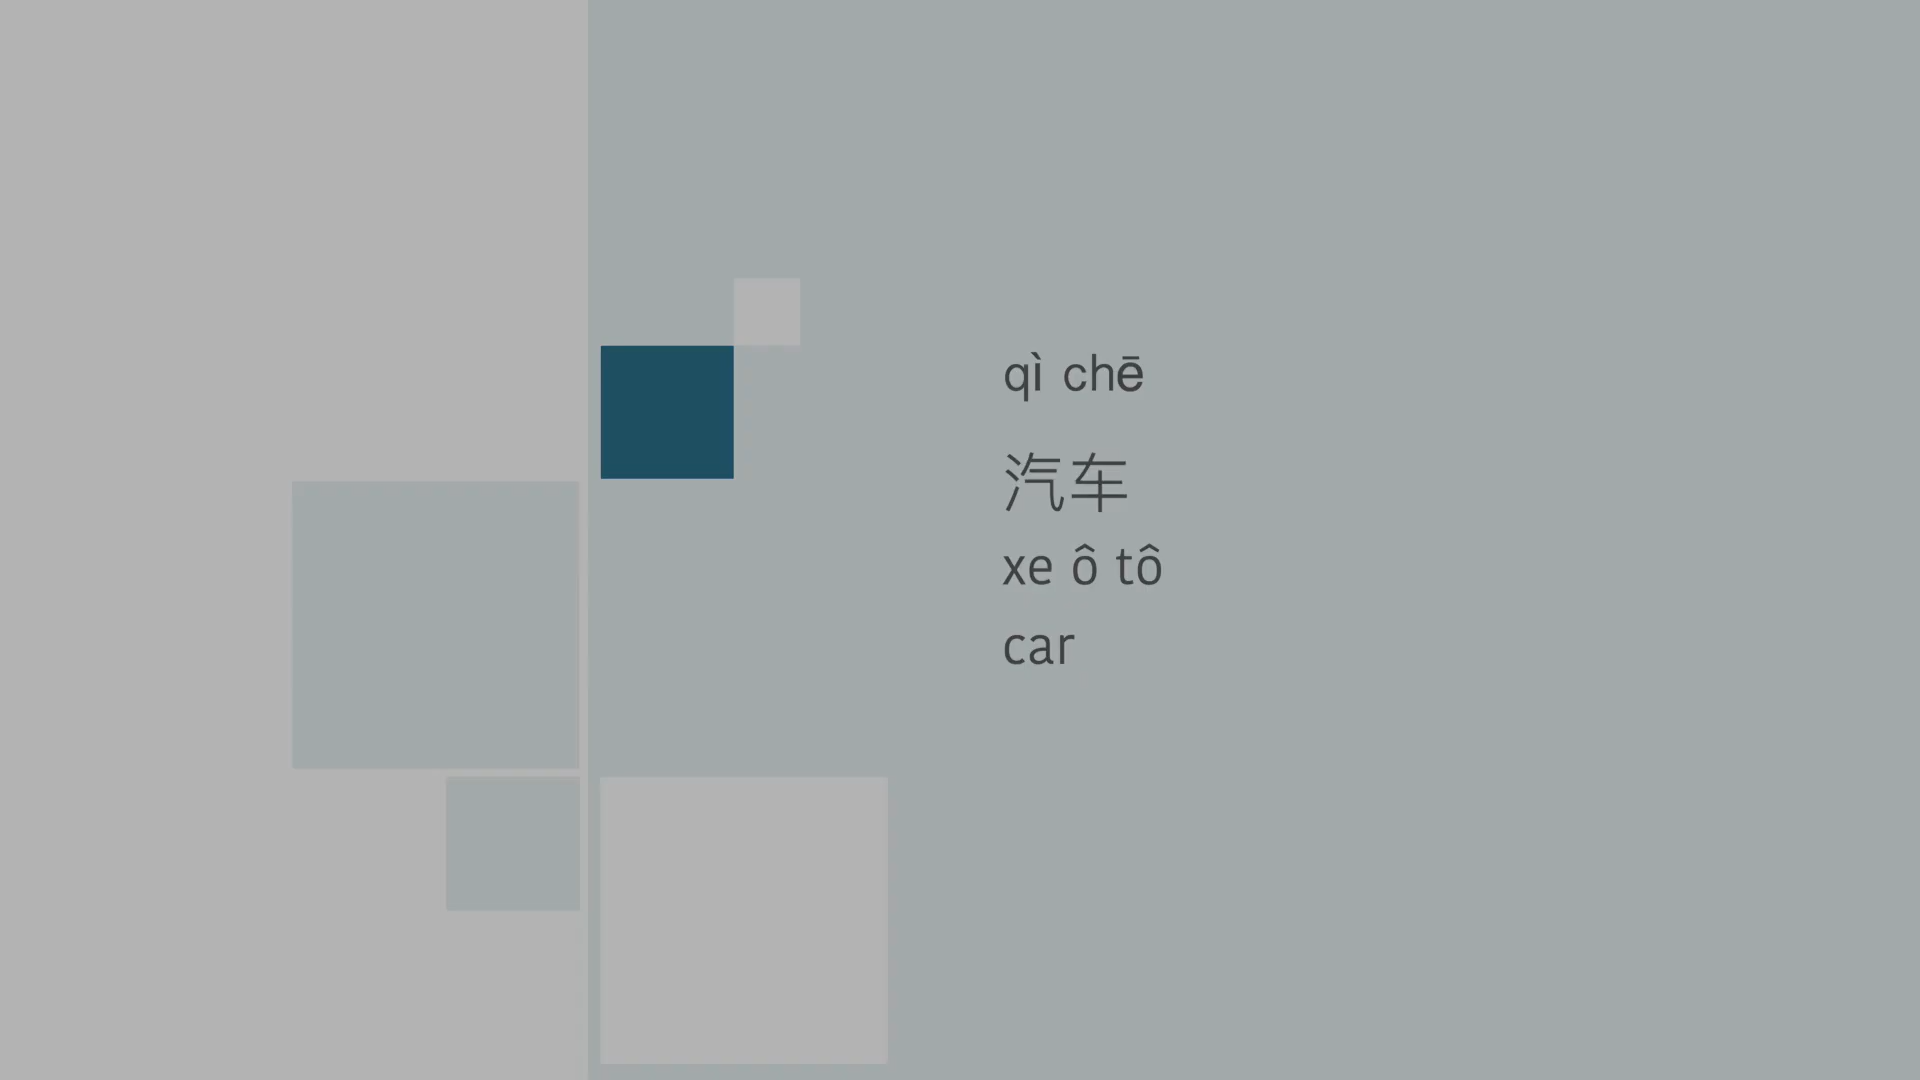 qì chē
汽车
xe ô tô
car